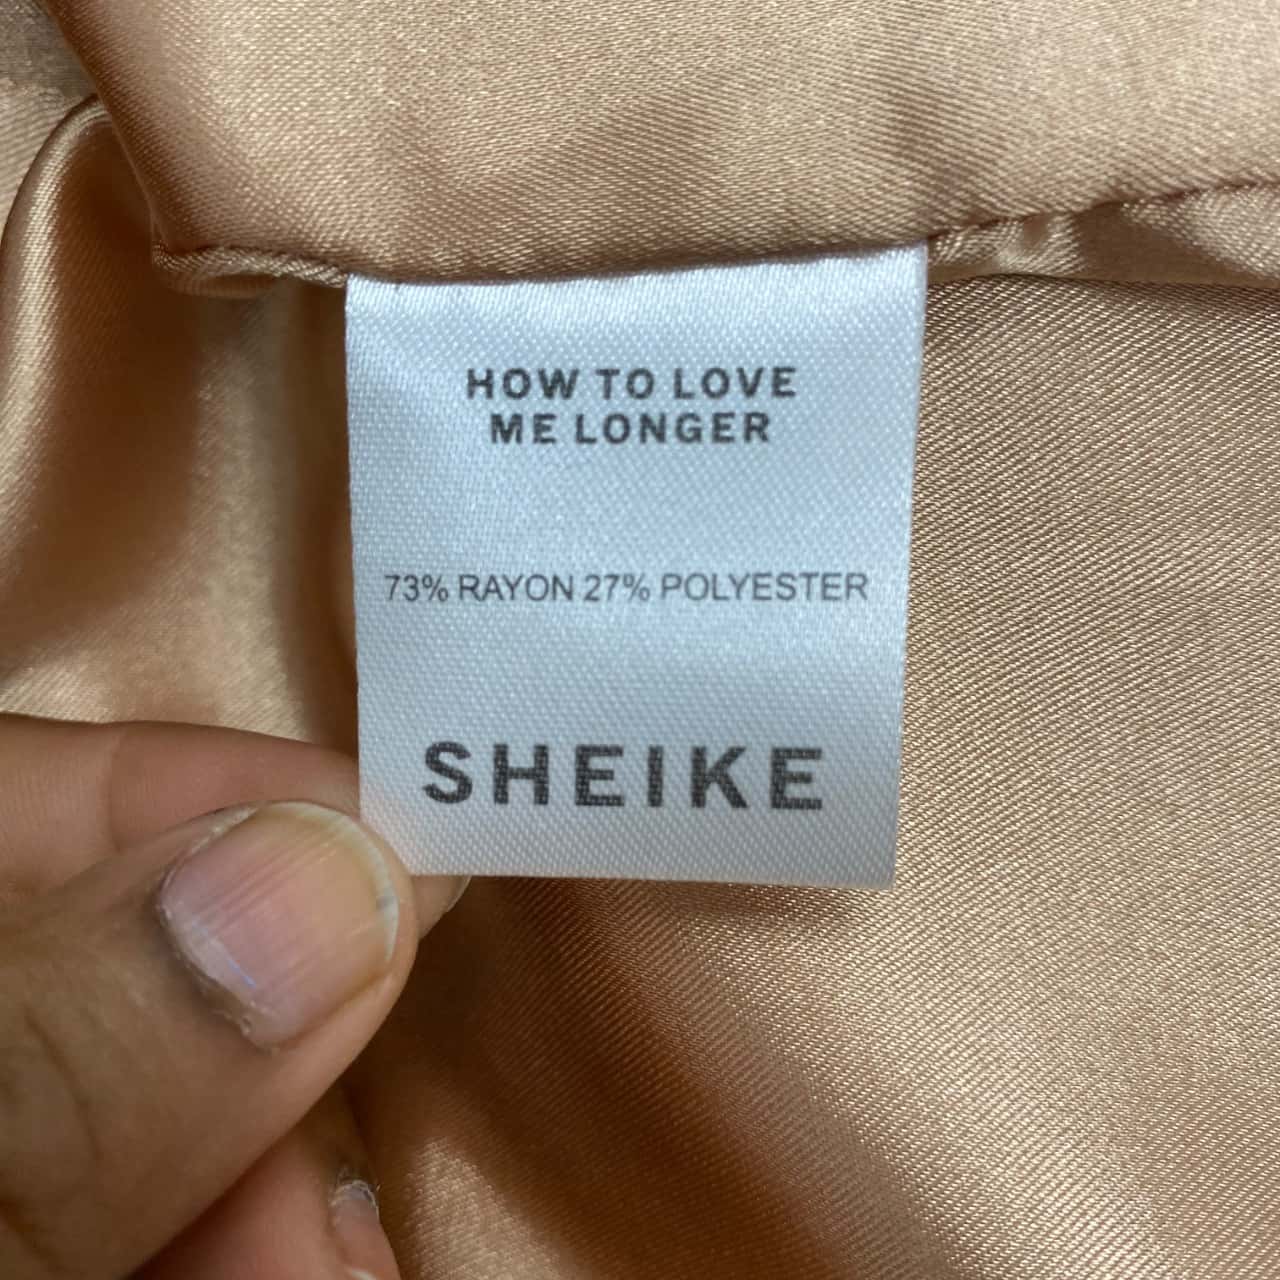 HOW TO LOVE
ME LONGER
73% RAYON 27% POLYESTER
SHEIKE